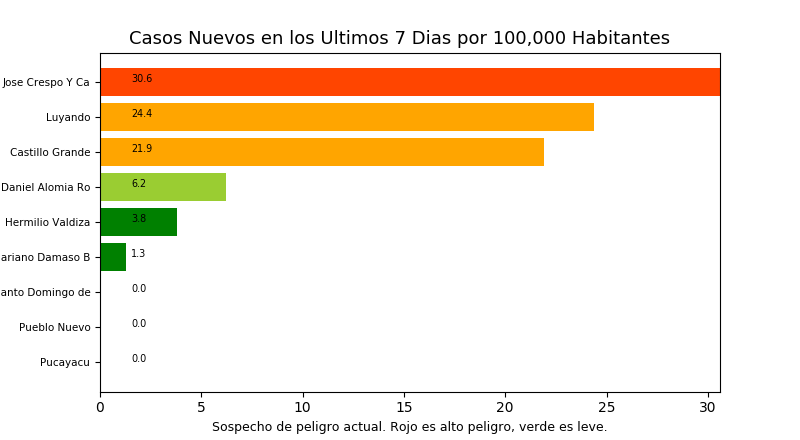 Casos Nuevos en los Ultimos 7 Dias por 100,000 Habitantes
Jose Crespo Y Ca 30.6
Luyando 24.4
Castillo Grande 21.9
Daniel Alomia Ro 6.2
Hermilio Valdiza 3.8
ariano Damaso B 1.3
anto Domingo de 0.0
Pueblo Nuevo 0.0
Pucayacu 0.0
0 5 10 15 20 25 30
Sospecho de peligro actual. Rojo es alto peligro, verde es leve.